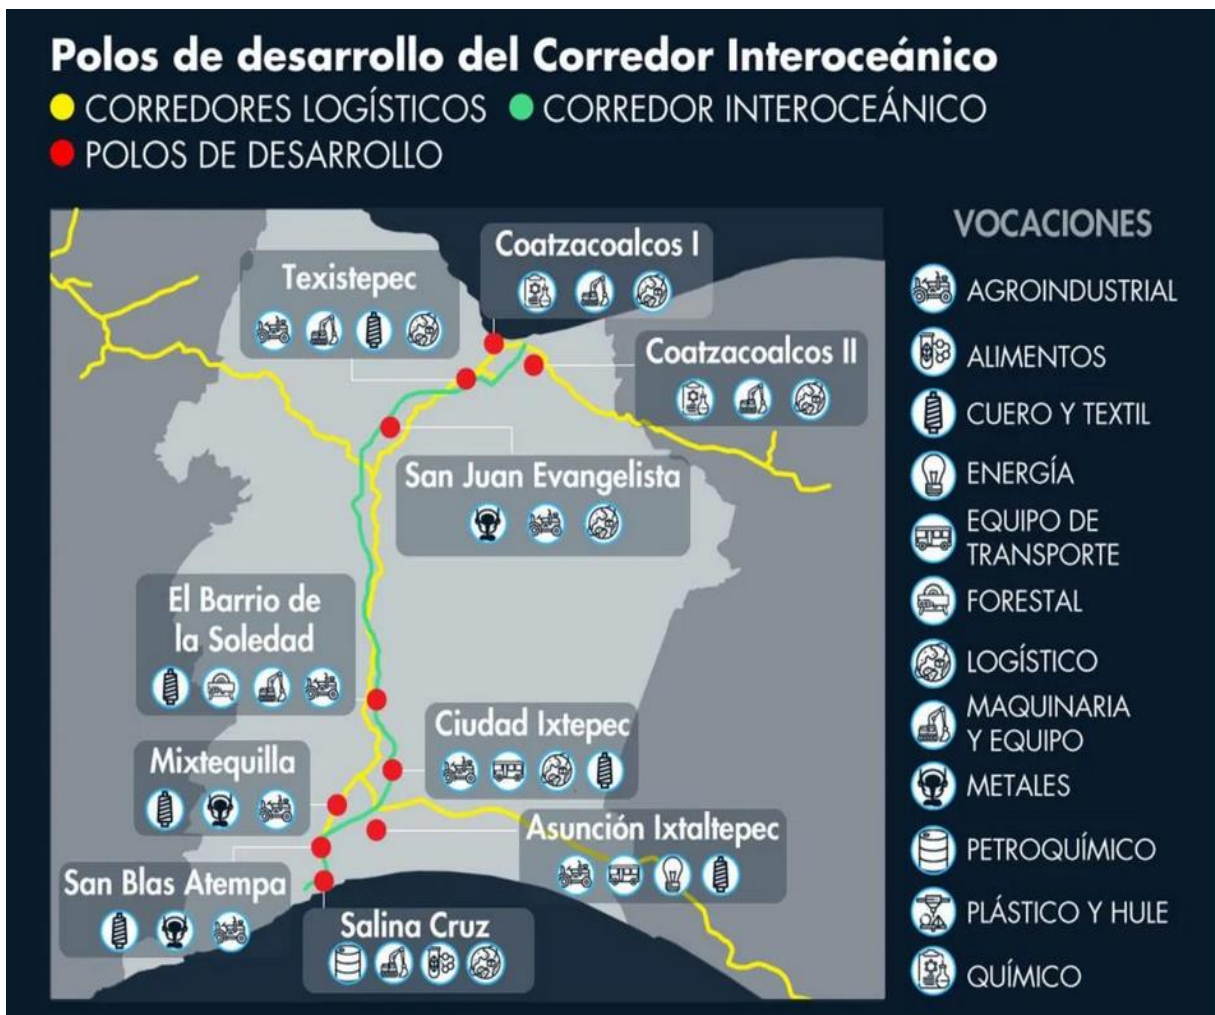 Polos de desarrollo del Corredor Interoceánico
CORREDORES LOGÍSTICOS
CORREDOR INTEROCEÁNICO
POLOS DE DESARROLLO
Coatzacoalcos I
Texistepec
Coatzacoalcos II
San Juan Evangelista
El Barrio de
la Soledad
Ciudad Ixtepec
Mixtequilla
Asunción Ixtaltepec
San Blas Atempa
Salina Cruz
VOCACIONES
AGROINDUSTRIAL
ALIMENTOS
CUERO Y TEXTIL
ENERGÍA
EQUIPO DE
TRANSPORTE
FORESTAL
LOGÍSTICO
MAQUINARIA
Y EQUIPO
METALES
PETROQUÍMICO
PLÁSTICO Y HULE
QUÍMICO